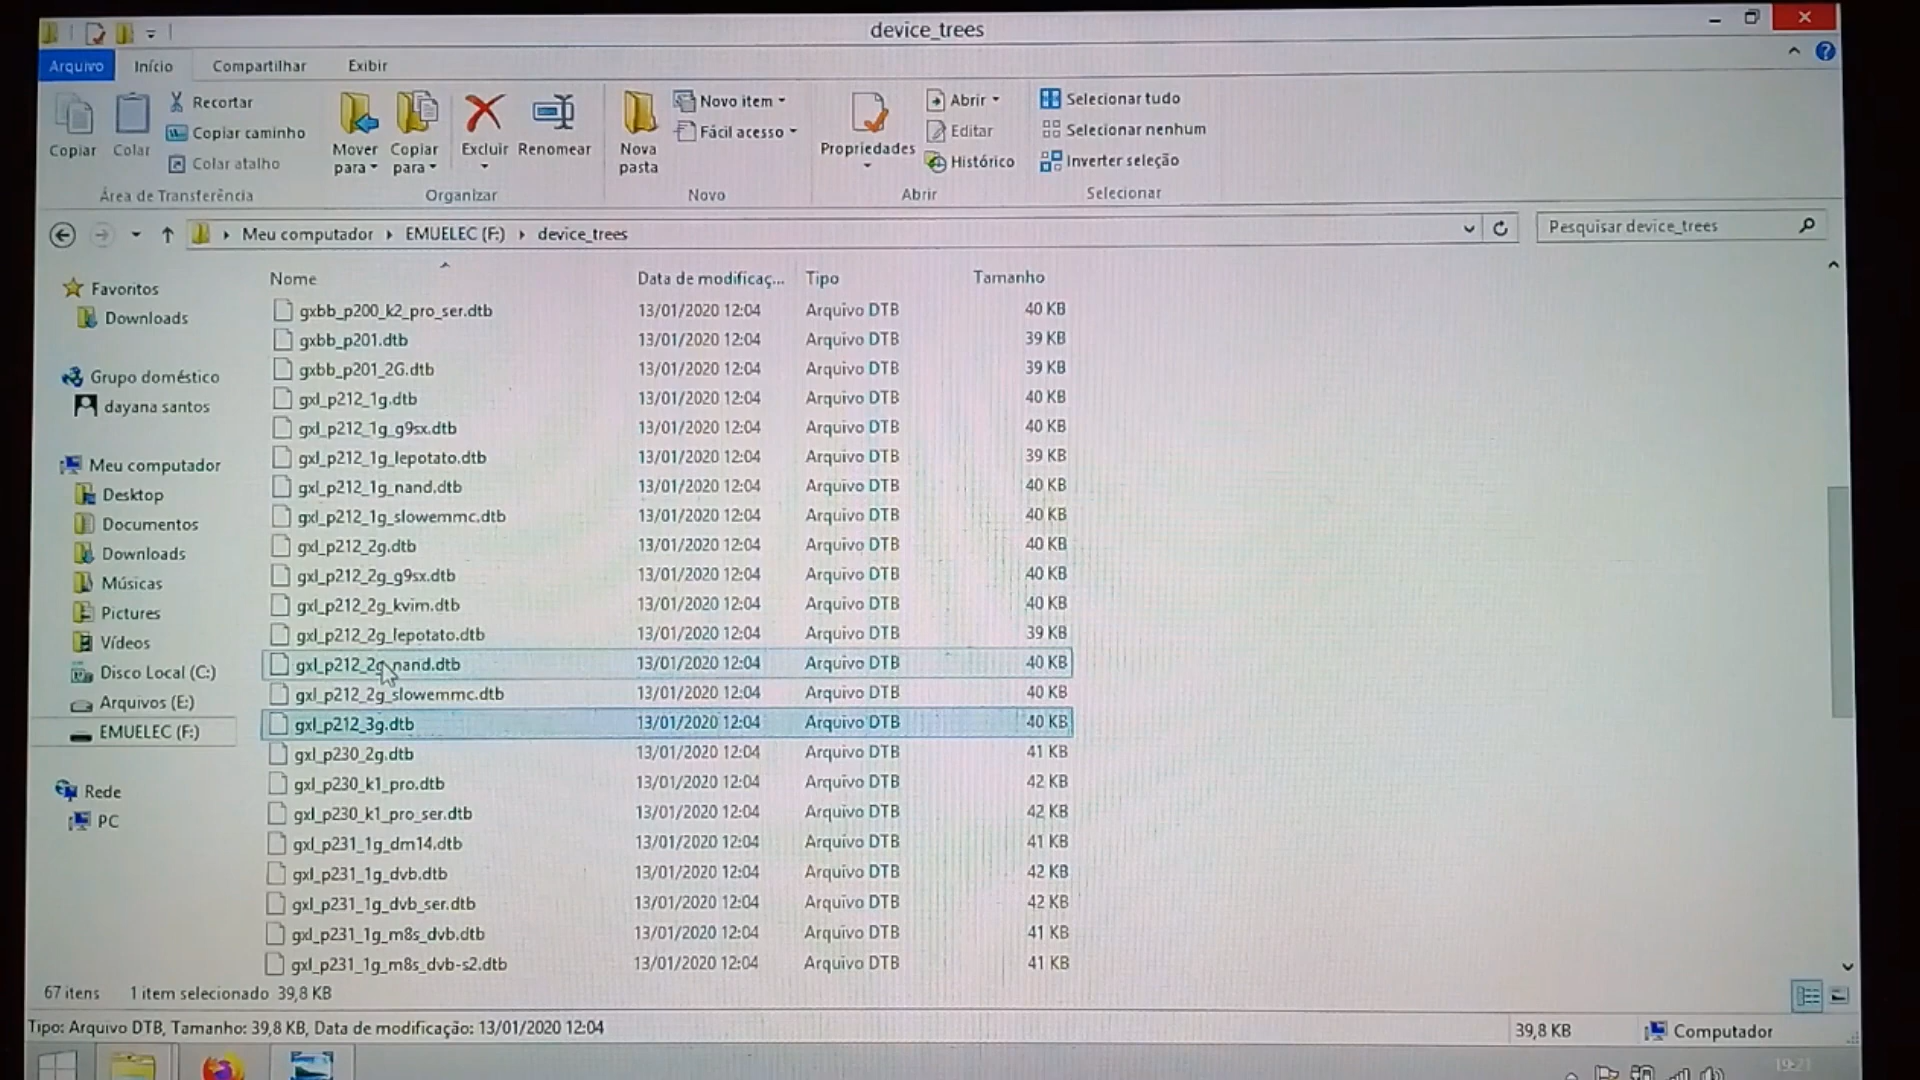 device_trees
Arquivo Início Compartilhar Exibir
Copiar
Colar
Recortar
Copiar caminho
Colar atalho
Área de Transferência
Mover para
Copiar para
Excluir
Renomear
Organizar
Nova pasta
Novo item
Fácil acesso
Novo
Propriedades
Abrir
Editar
Histórico
Abrir
Selecionar tudo
Selecionar nenhum
Inverter seleção
Selecionar
Meu computador EMUELEC (F:) device_trees
Pesquisar device_trees
Favoritos
Downloads
Grupo doméstico
dayana santos
Meu computador
Desktop
Documentos
Downloads
Músicas
Pictures
Vídeos
Disco Local (C:)
Arquivos (E:)
EMUELEC (F:)
Rede
PC
Nome Data de modificaç... Tipo Tamanho
gxbb_p200_k2_pro_ser.dtb 13/01/2020 12:04 Arquivo DTB 40 KB
gxbb_p201.dtb 13/01/2020 12:04 Arquivo DTB 39 KB
gxbb_p201_2G.dtb 13/01/2020 12:04 Arquivo DTB 39 KB
gxl_p212_1g.dtb 13/01/2020 12:04 Arquivo DTB 40 KB
gxl_p212_1g_g9sx.dtb 13/01/2020 12:04 Arquivo DTB 40 KB
gxl_p212_1g_lepotato.dtb 13/01/2020 12:04 Arquivo DTB 39 KB
gxl_p212_1g_nand.dtb 13/01/2020 12:04 Arquivo DTB 40 KB
gxl_p212_1g_slowemmc.dtb 13/01/2020 12:04 Arquivo DTB 40 KB
gxl_p212_2g.dtb 13/01/2020 12:04 Arquivo DTB 40 KB
gxl_p212_2g_g9sx.dtb 13/01/2020 12:04 Arquivo DTB 40 KB
gxl_p212_2g_kvim.dtb 13/01/2020 12:04 Arquivo DTB 40 KB
gxl_p212_2g_lepotato.dtb 13/01/2020 12:04 Arquivo DTB 39 KB
gxl_p212_2g_nand.dtb 13/01/2020 12:04 Arquivo DTB 40 KB
gxl_p212_2g_slowemmc.dtb 13/01/2020 12:04 Arquivo DTB 40 KB
gxl_p212_3g.dtb 13/01/2020 12:04 Arquivo DTB 40 KB
gxl_p230_2g.dtb 13/01/2020 12:04 Arquivo DTB 41 KB
gxl_p230_k1_pro.dtb 13/01/2020 12:04 Arquivo DTB 42 KB
gxl_p230_k1_pro_ser.dtb 13/01/2020 12:04 Arquivo DTB 42 KB
gxl_p231_1g_dm14.dtb 13/01/2020 12:04 Arquivo DTB 41 KB
gxl_p231_1g_dvb.dtb 13/01/2020 12:04 Arquivo DTB 42 KB
gxl_p231_1g_dvb_ser.dtb 13/01/2020 12:04 Arquivo DTB 42 KB
gxl_p231_1g_m8s_dvb.dtb 13/01/2020 12:04 Arquivo DTB 41 KB
gxl_p231_1g_m8s_dvb-s2.dtb 13/01/2020 12:04 Arquivo DTB 41 KB
67 itens 1 item selecionado 39,8 KB
Tipo: Arquivo DTB, Tamanho: 39,8 KB, Data de modificação: 13/01/2020 12:04 39,8 KB Computador
19:21